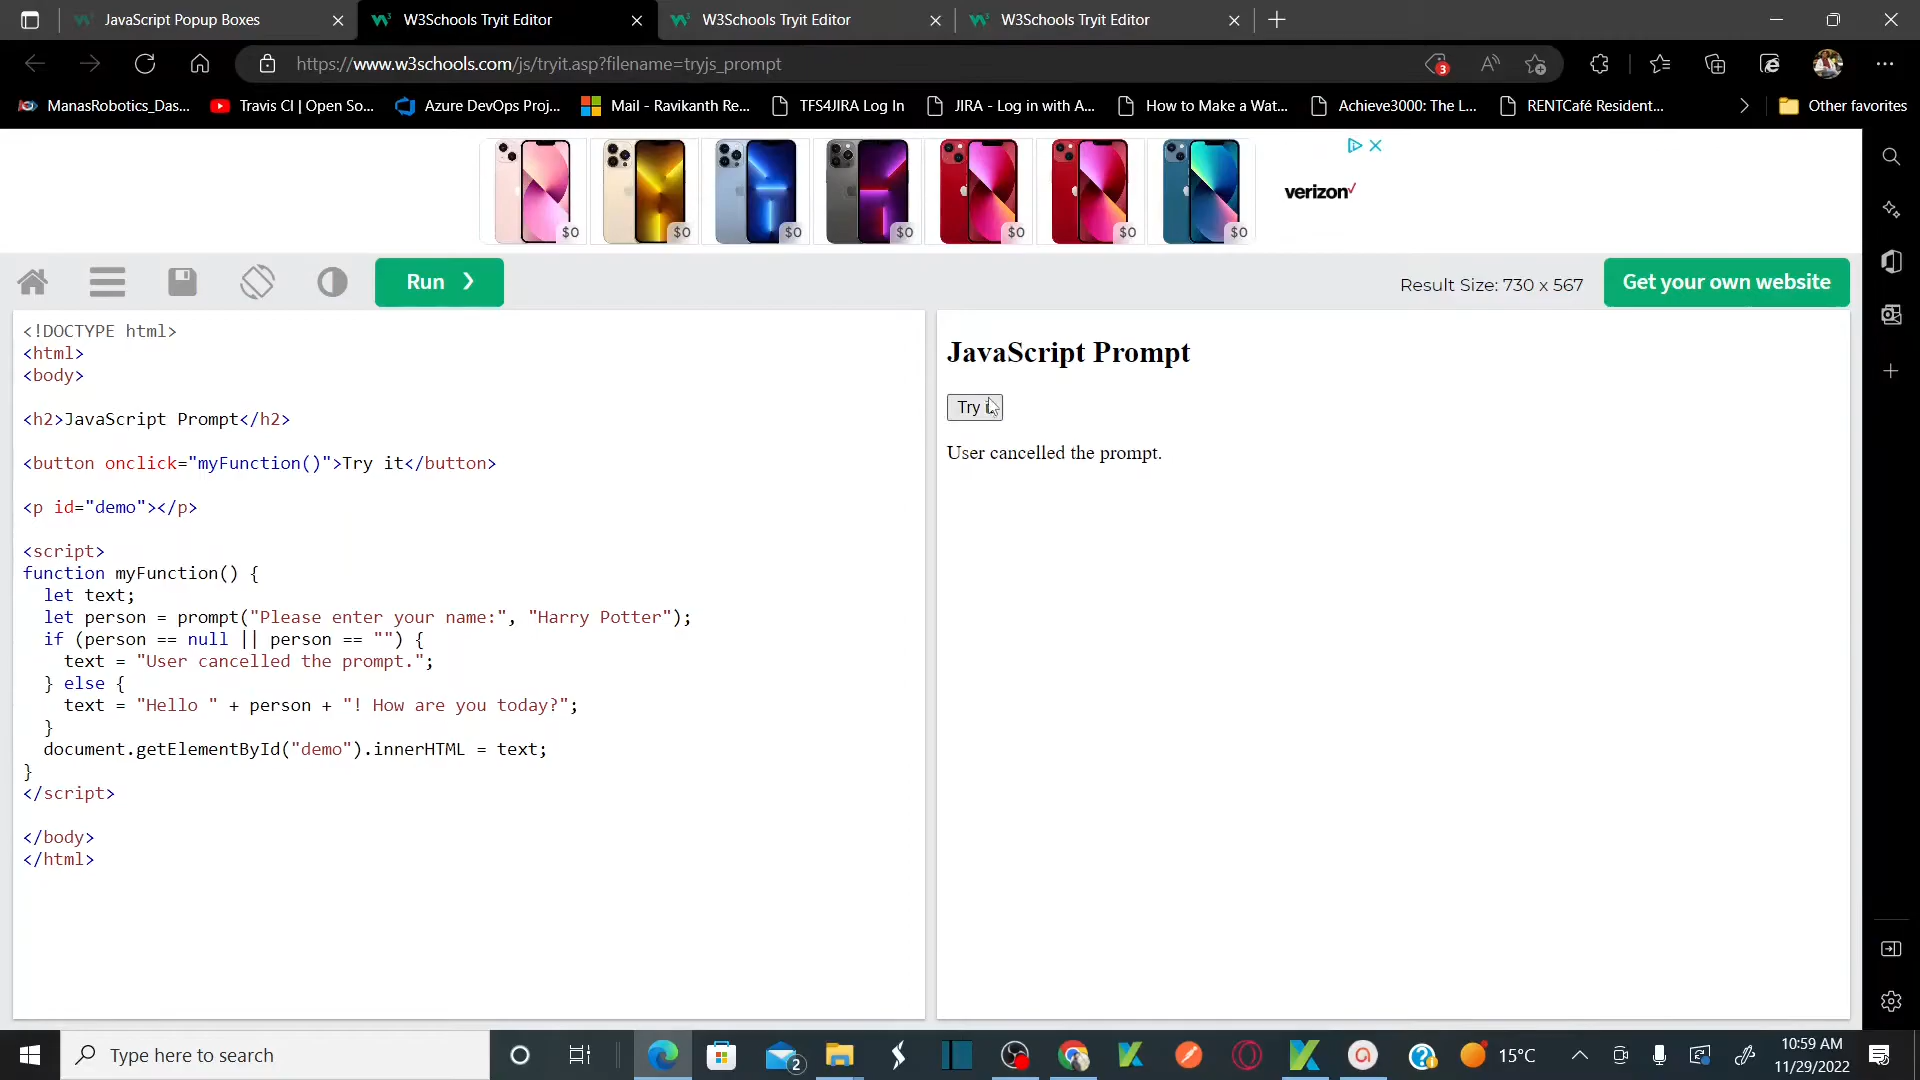 JavaScript Popup Boxes
W3Schools Tryit Editor
W3Schools Tryit Editor
W3Schools Tryit Editor
https://www.w3schools.com/js/tryit.asp?filename=tryjs_prompt
3
ManasRobotics_Das...
Travis CI | Open So...
Azure DevOps Proj...
Mail - Ravikanth Re...
TFS4JIRA Log In
JIRA - Log in with A...
How to Make a Wat...
Achieve3000: The L...
RENTCafé Resident...
Other favorites
$0
$0
$0
$0
$0
$0
$0
verizon✓
Run ❯
Result Size: 730 x 567
Get your own website
<!DOCTYPE html>
<html>
<body>
<h2>JavaScript Prompt</h2>
<button onclick="myFunction()">Try it</button>
<p id="demo"></p>
<script>
function myFunction() {
let text;
let person = prompt("Please enter your name:", "Harry Potter");
if (person == null || person == "") {
text = "User cancelled the prompt.";
} else {
text = "Hello " + person + "! How are you today?";
}
document.getElementById("demo").innerHTML = text;
}
</script>
</body>
</html>
JavaScript Prompt
Try
User cancelled the prompt.
Type here to search
2
15°C
10:59 AM
11/29/2022